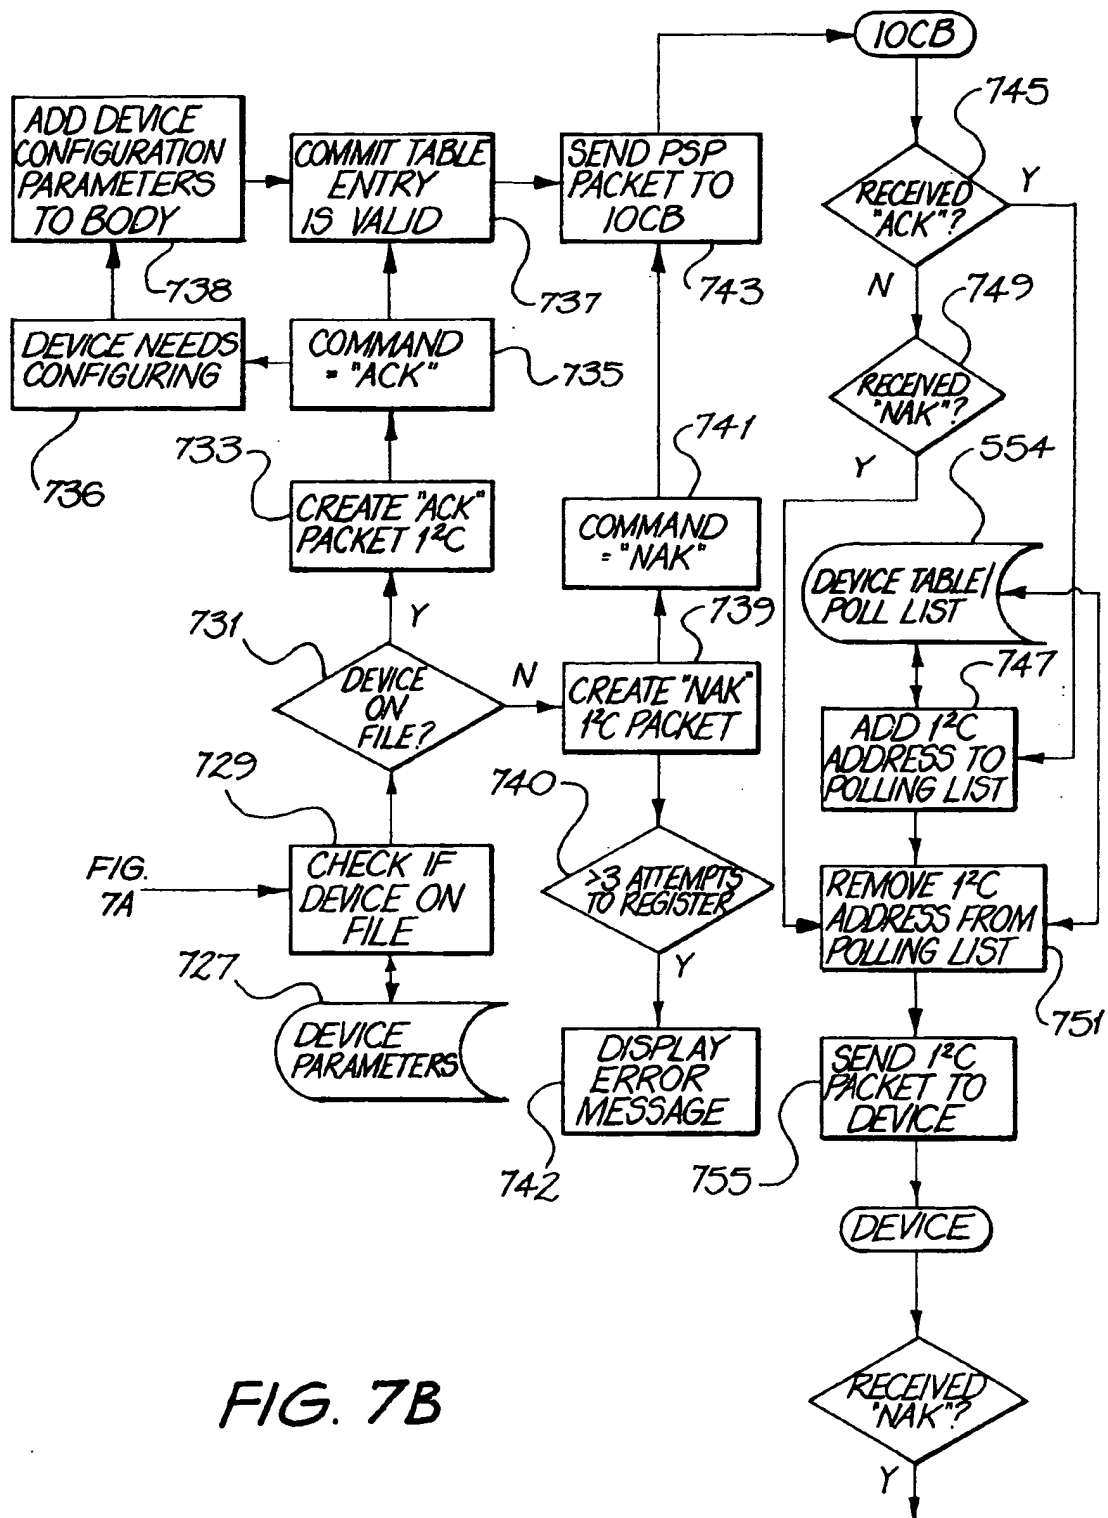 IOCB
745
ADD DEVICE
CONFIGURATION
PARAMETERS
TO BODY
738
COMMIT TABLE
ENTRY
IS VALID
737
SEND PSP
PACKET TO
IOCB
743
RECEIVED
"ACK"?
Y
N
749
DEVICE NEEDS
CONFIGURING
736
COMMAND
= "ACK"
735
RECEIVED
"NAK"?
Y
733
CREATE "ACK"
PACKET I²C
741
COMMAND
= "NAK"
554
DEVICE TABLE/
POLL LIST
Y
731
DEVICE
ON
FILE?
N
739
CREATE "NAK"
I²C PACKET
747
ADD I²C
ADDRESS TO
POLLING LIST
729
FIG.
7A
CHECK IF
DEVICE ON
FILE
740
>3 ATTEMPTS
TO REGISTER
Y
REMOVE I²C
ADDRESS FROM
POLLING LIST
751
727
DEVICE
PARAMETERS
DISPLAY
ERROR
MESSAGE
742
SEND I²C
PACKET TO
DEVICE
755
DEVICE
RECEIVED
"NAK"?
Y
FIG. 7B